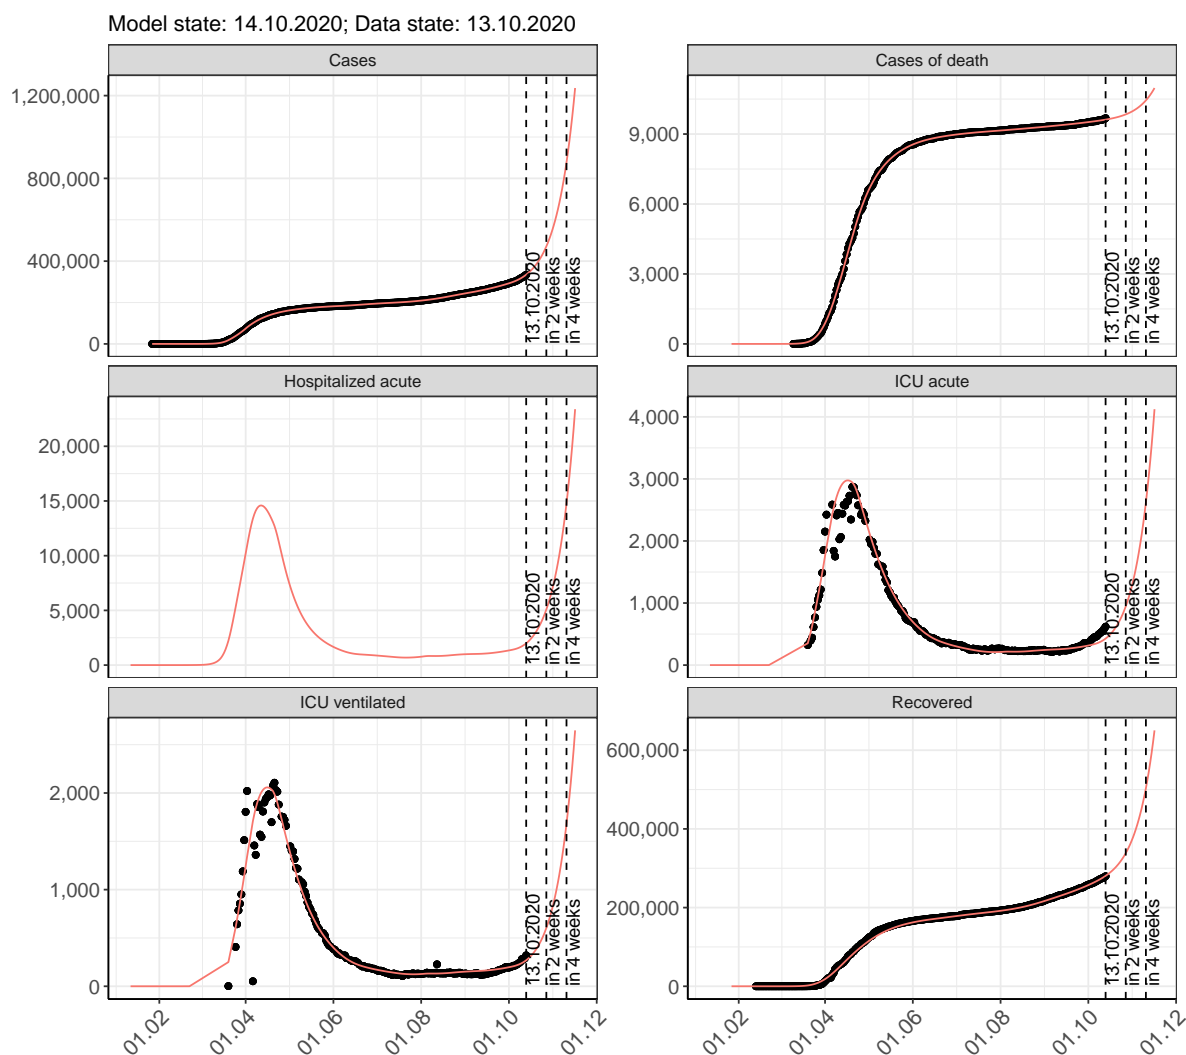 Model state: 14.10.2020; Data state: 13.10.2020
Cases
1,200,000
800,000
400,000
0
13.10.2020
in 2 weeks
in 4 weeks
Cases of death
9,000
6,000
3,000
0
13.10.2020
in 2 weeks
in 4 weeks
Hospitalized acute
20,000
15,000
10,000
5,000
0
13.10.2020
in 2 weeks
in 4 weeks
ICU acute
4,000
3,000
2,000
1,000
0
13.10.2020
in 2 weeks
in 4 weeks
ICU ventilated
2,000
1,000
0
13.10.2020
in 2 weeks
in 4 weeks
01.02
01.04
01.06
01.08
01.10
01.12
Recovered
600,000
400,000
200,000
0
13.10.2020
in 2 weeks
in 4 weeks
01.02
01.04
01.06
01.08
01.10
01.12